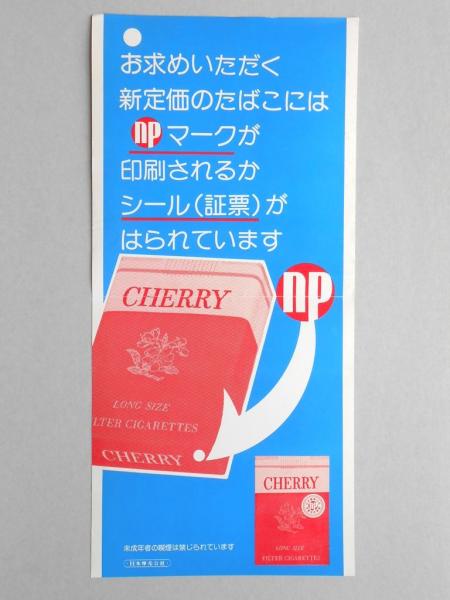 お求めいただく
新定価のたばこには
np マークが
印刷されるか
シール(証票)が
はられています
np
CHERRY
LONG SIZE
LTER CIGARETTES
CHERRY
CHERRY
LONG SIZE
FILTER CIGARETTES
未成年者の喫煙は禁じられています
日本専売公社